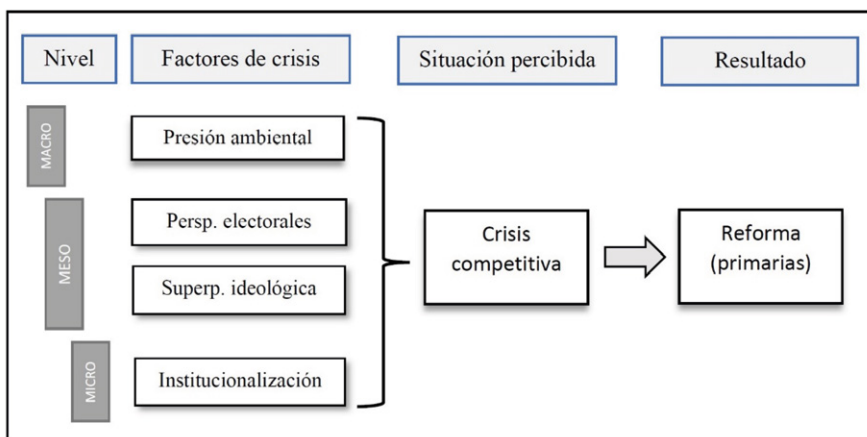 Nivel
Factores de crisis
Situación percibida
Resultado
MACRO
Presión ambiental
MESO
Persp. electorales
Superp. ideológica
MICRO
Institucionalización
Crisis
competitiva
Reforma
(primarias)